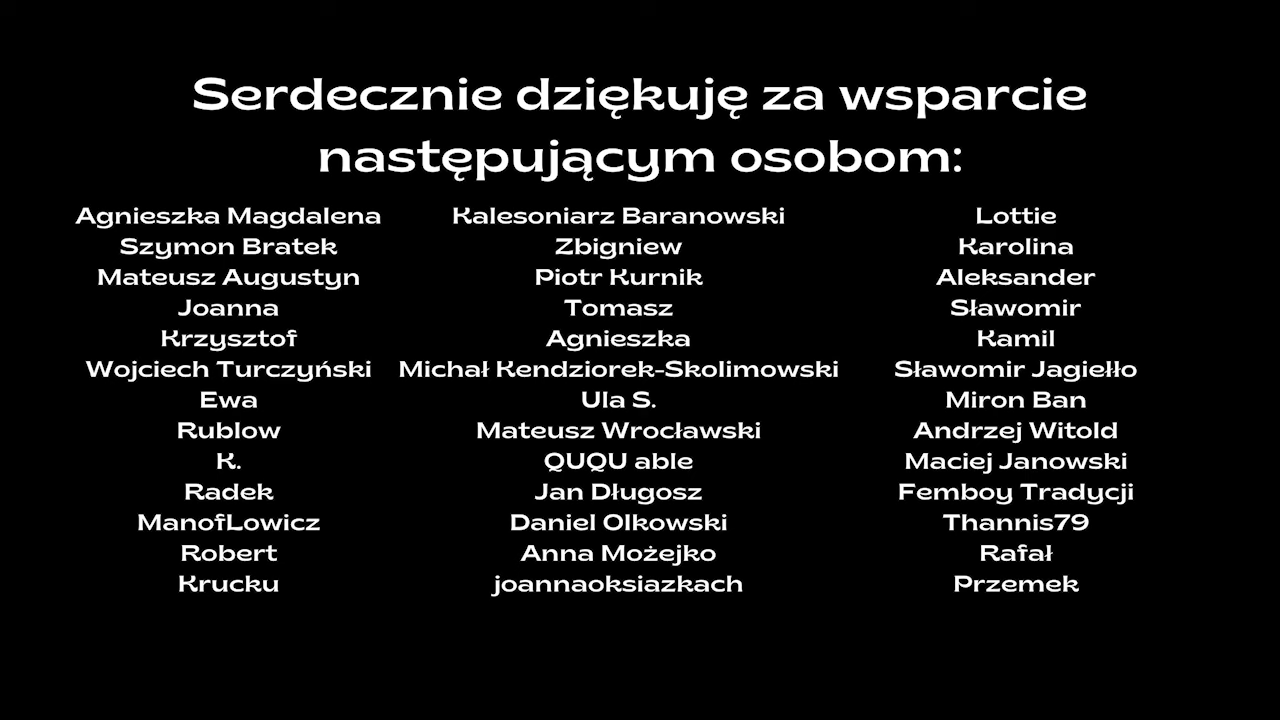 Serdecznie dziękuję za wsparcie
następującym osobom:
Agnieszka Magdalena
Szymon Bratek
Mateusz Augustyn
Joanna
Krzysztof
Wojciech Turczyński
Ewa
Rublow
K.
Radek
ManofLowicz
Robert
Krucku
Kalesoniarz Baranowski
Zbigniew
Piotr Kurnik
Tomasz
Agnieszka
Michał Kendziorek-Skolimowski
Ula S.
Mateusz Wrocławski
QUQU able
Jan Długosz
Daniel Olkowski
Anna Możejko
joannaoksiazkach
Lottie
Karolina
Aleksander
Sławomir
Kamil
Sławomir Jagiełło
Miron Ban
Andrzej Witold
Maciej Janowski
Femboy Tradycji
Thannis79
Rafał
Przemek